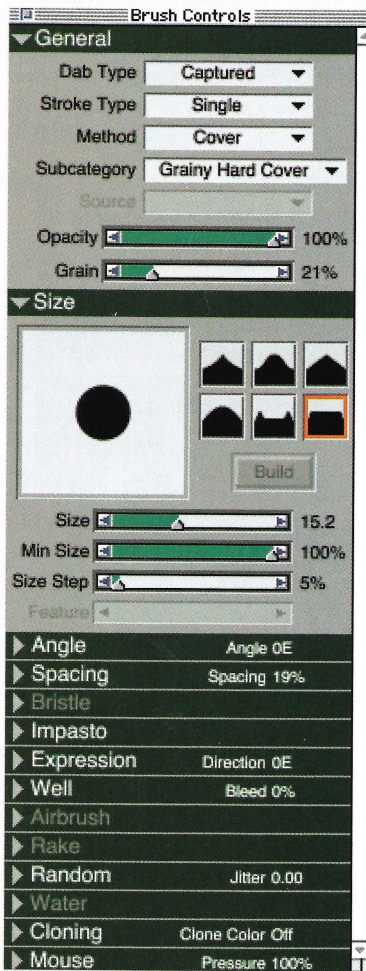 Brush Controls
General
Dab Type Captured
Stroke Type Single
Method Cover
Subcategory Grainy Hard Cover
Source
Opacity 100%
Grain 21%
Size
Build
Size 15.2
Min Size 100%
Size Step 5%
Feature
Angle Angle 0E
Spacing Spacing 19%
Bristle
Impasto
Expression Direction 0E
Well Bleed 0%
Airbrush
Rake
Random Jitter 0.00
Water
Cloning Clone Color Off
Mouse Pressure 100%